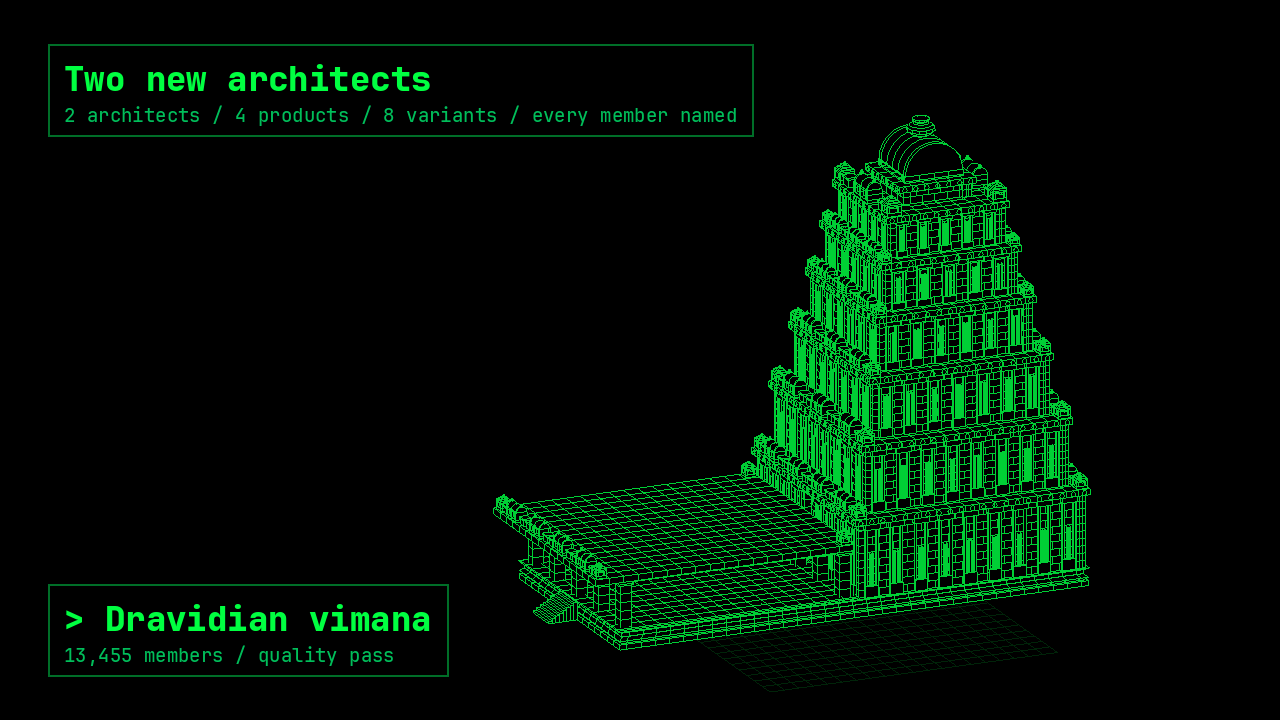 Two new architects
2 architects / 4 products / 8 variants / every member named
> Dravidian vimana
13,455 members / quality pass